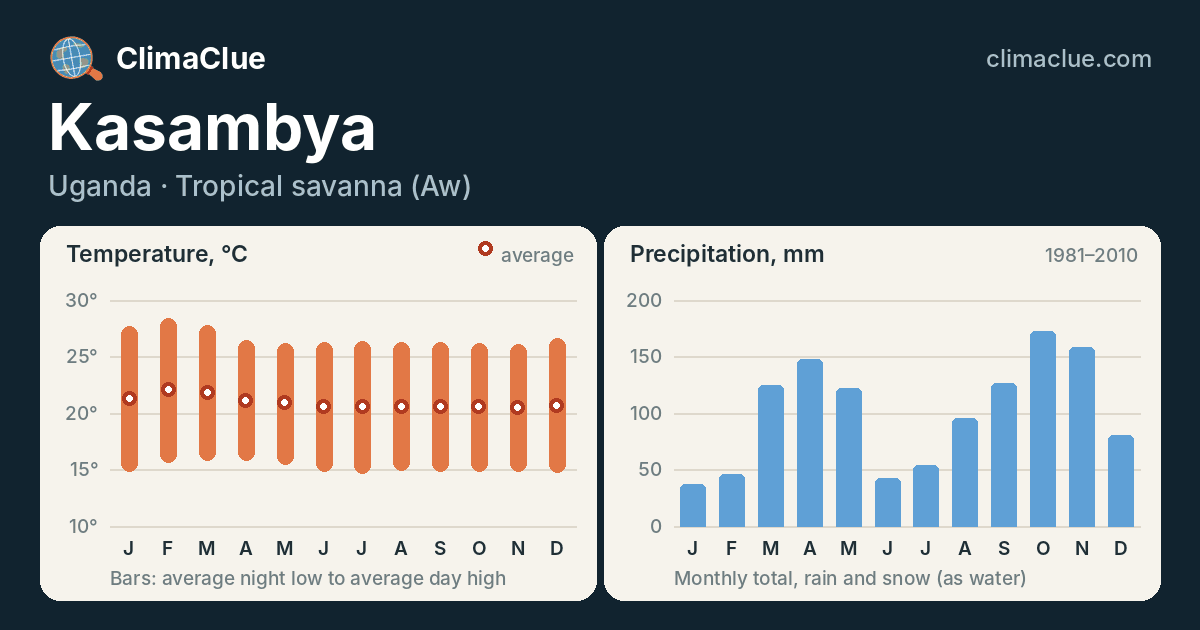 ClimaClue
climaclue.com
Kasambya
Uganda · Tropical savanna (Aw)
Temperature, °C
average
30°
25°
20°
15°
10°
J F M A M J J A S O N D
Bars: average night low to average day high
Precipitation, mm
1981–2010
200
150
100
50
0
J F M A M J J A S O N D
Monthly total, rain and snow (as water)